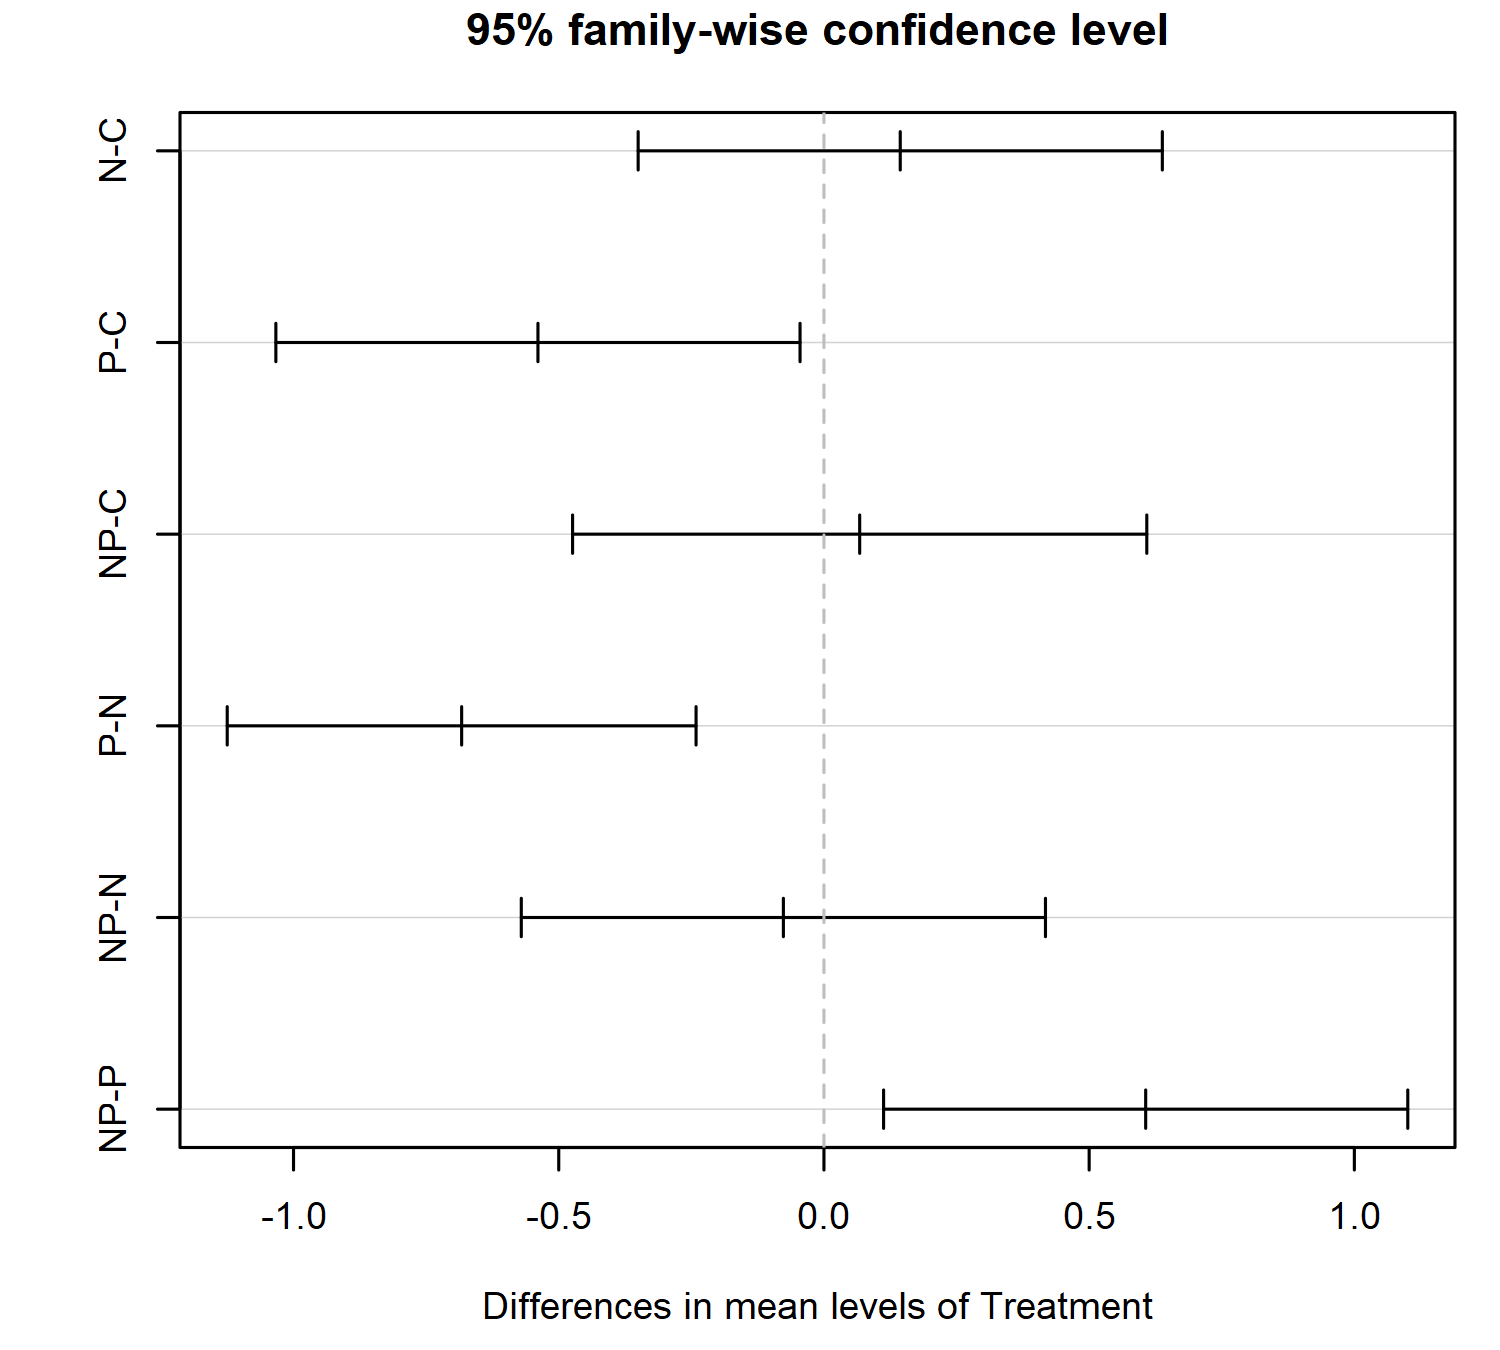 95% family-wise confidence level
N-C
P-C
NP-C
P-N
NP-N
NP-P
-1.0 -0.5 0.0 0.5 1.0
Differences in mean levels of Treatment